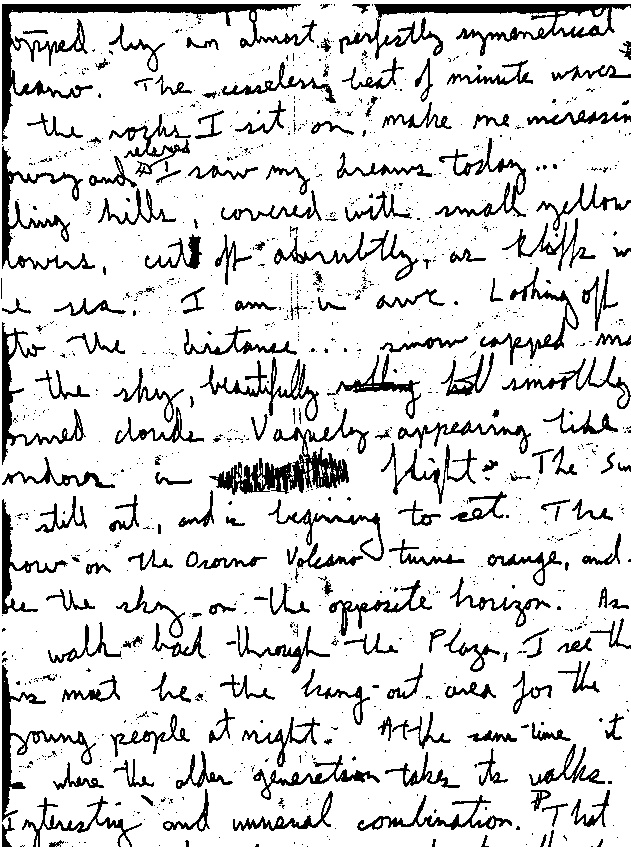 opped by an almost perfectly symmetrical
lcano. The ceaseless beat of minute waves
the rocks I sit on, make me increasin
relaxed
owsy and I saw my dreams today...
lling hills, covered with small yellow
lowers, cut off abruptly, as kliffs in
e sea. I am in awe. Looking off
to the distance... snow capped mo
the sky, beautifully rolling smoothly
ormed clouds. Vaguely appearing like
ondores in flight. The Sun
still out, and is beginning to set. The
now on the Osorno Volcano turns orange, and
ee the sky on the opposite horizon. As
walk back through the Plaza, I see th
is must be the hang-out area for the
young people at night. At the same time it
where the older generation takes its walks.
Interesting and unusual combination. That